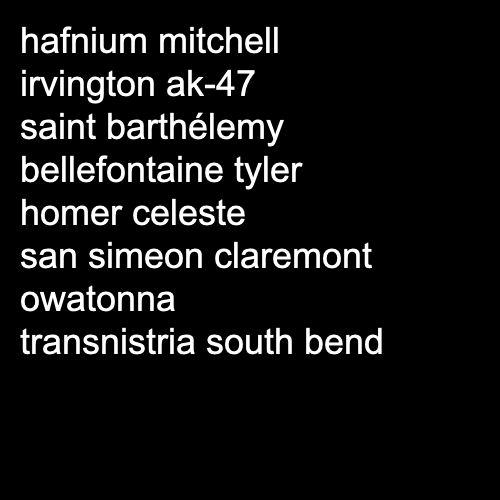 hafnium mitchell
irvington ak-47
saint barthélemy
bellefontaine tyler
homer celeste
san simeon claremont
owatonna
transnistria south bend